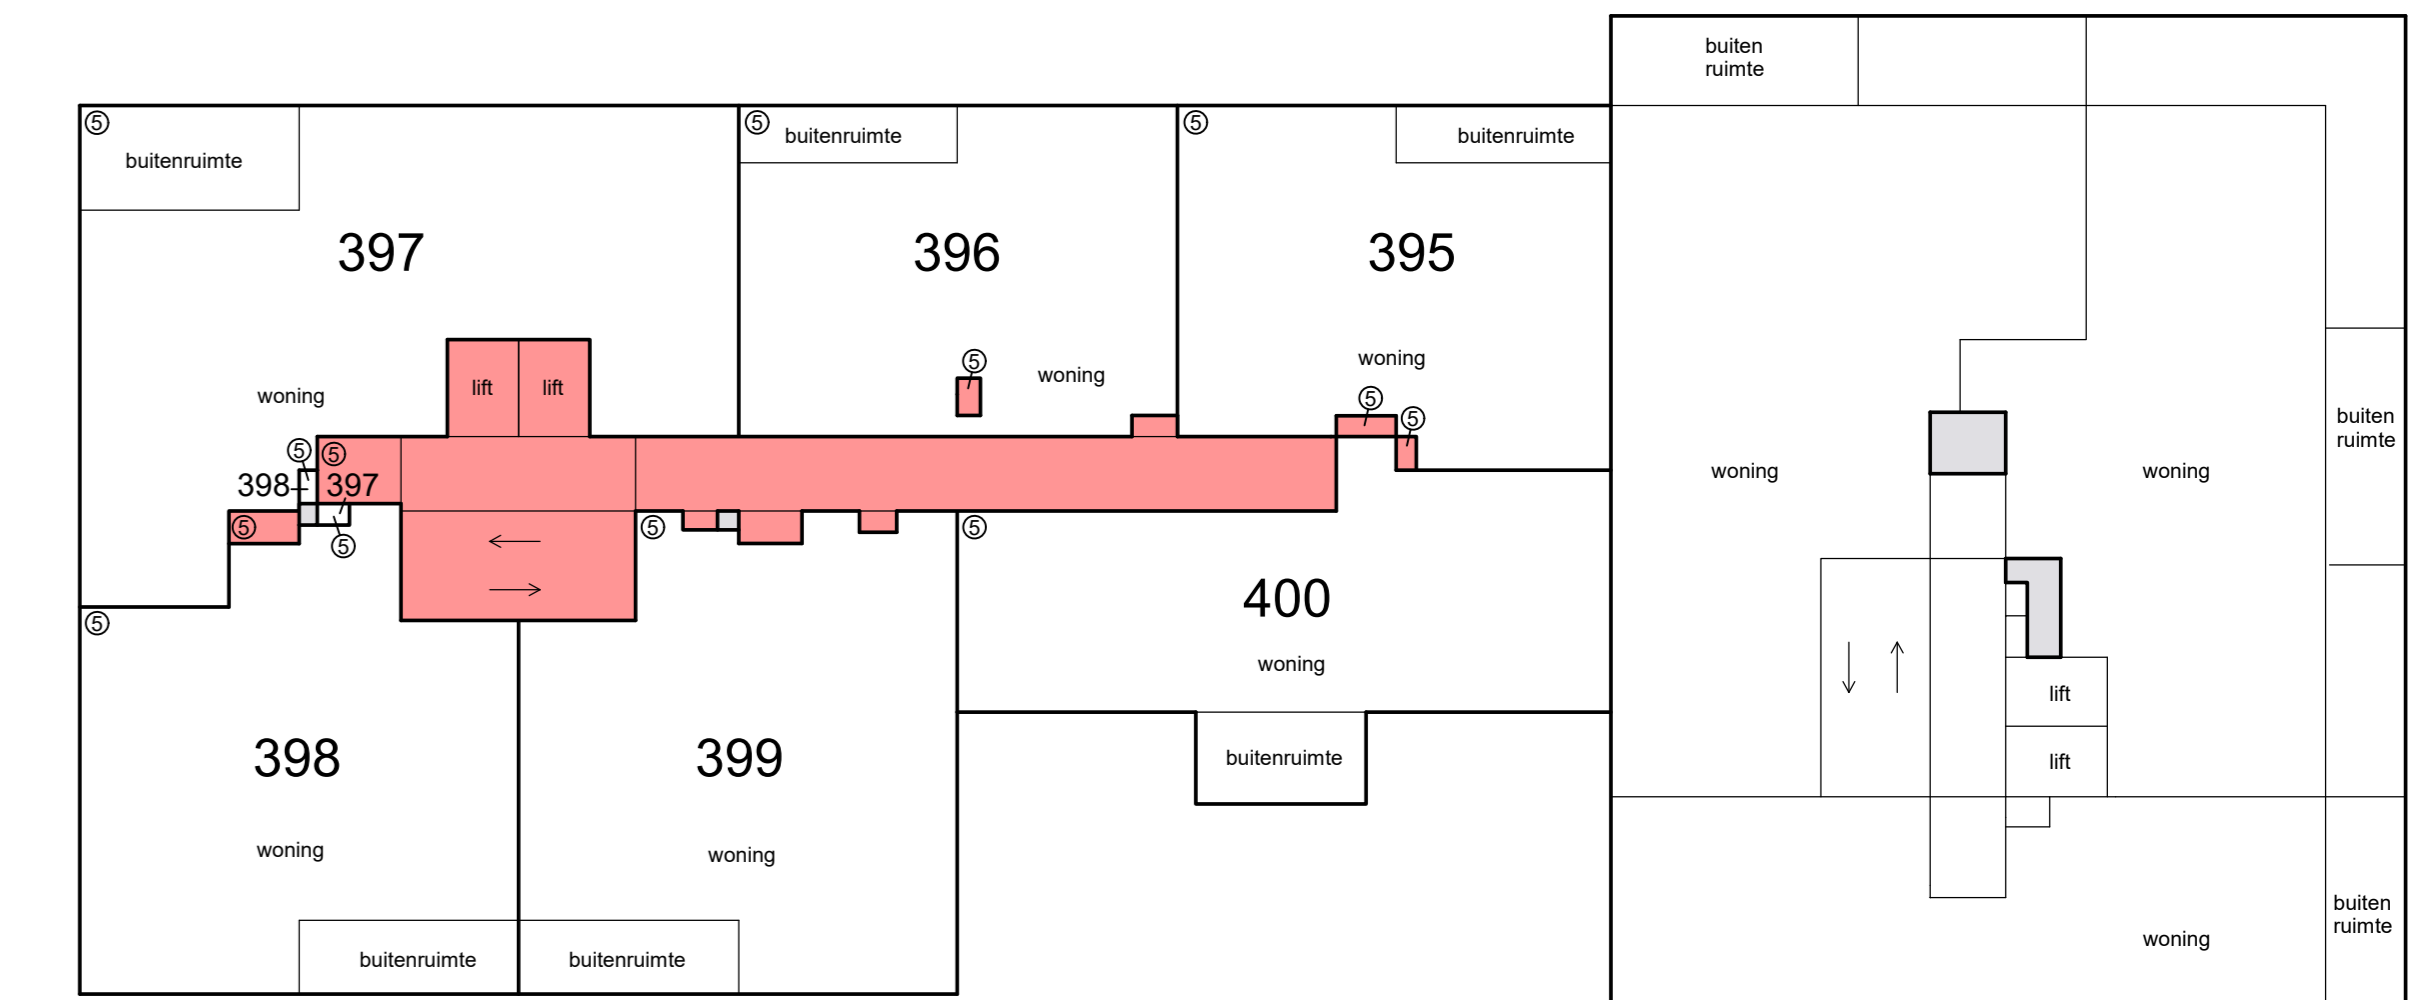 buiten
ruimte
⑤
buitenruimte
⑤
buitenruimte
⑤
buitenruimte
397
396
395
woning
lift
lift
⑤
woning
woning
⑤
⑤
⑤
⑤
398
397
⑤
⑤
⑤
⑤
buiten
ruimte
woning
woning
⑤
400
woning
lift
lift
398
399
buitenruimte
woning
woning
buitenruimte
buitenruimte
buiten
ruimte
woning